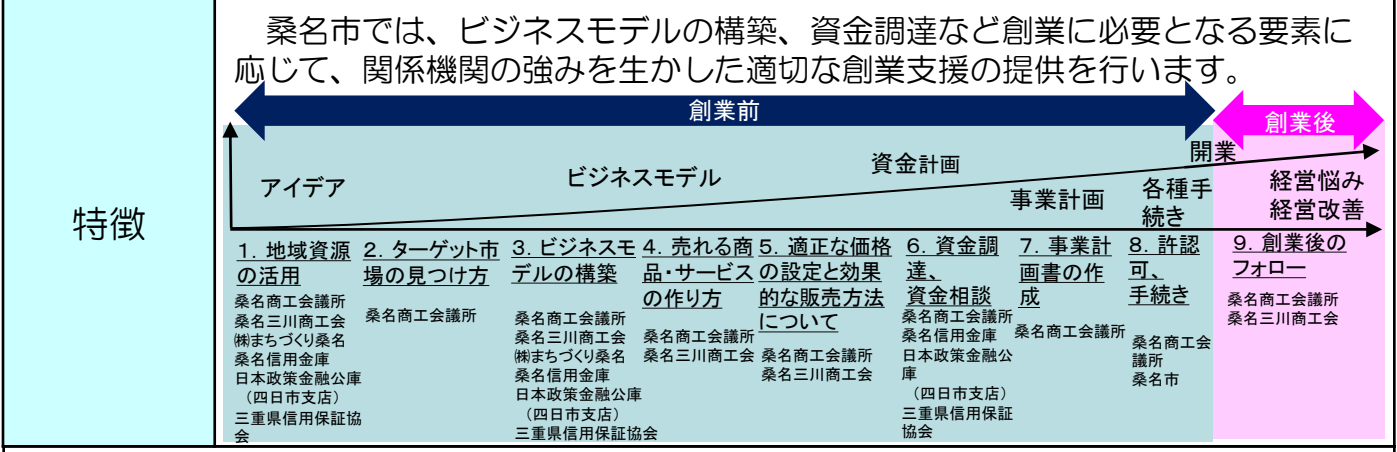 特徴
桑名市では、ビジネスモデルの構築、資金調達など創業に必要となる要素に
応じて、関係機関の強みを生かした適切な創業支援の提供を行います。
創業前
創業後
アイデア
ビジネスモデル
資金計画
事業計画
開業
各種手
続き
経営悩み
経営改善
1．地域資源
の活用
桑名商工会議所
桑名三川商工会
㈱まちづくり桑名
桑名信用金庫
日本政策金融公庫
（四日市支店）
三重県信用保証協
会
2．ターゲット市
場の見つけ方
桑名商工会議所
3．ビジネスモ
デルの構築
桑名商工会議所
桑名三川商工会
㈱まちづくり桑名
桑名信用金庫
日本政策金融公庫
（四日市支店）
三重県信用保証協会
4．売れる商
品・サービス
の作り方
桑名商工会議所
桑名三川商工会
5．適正な価格
の設定と効果
的な販売方法
について
桑名商工会議所
桑名三川商工会
6．資金調
達、
資金相談
桑名商工会議所
桑名信用金庫
日本政策金融公
庫
（四日市支店）
三重県信用保証
協会
7．事業計
画書の作
成
桑名商工会議所
8．許認
可、
手続き
桑名商工会
議所
桑名市
9．創業後の
フォロー
桑名商工会議所
桑名三川商工会